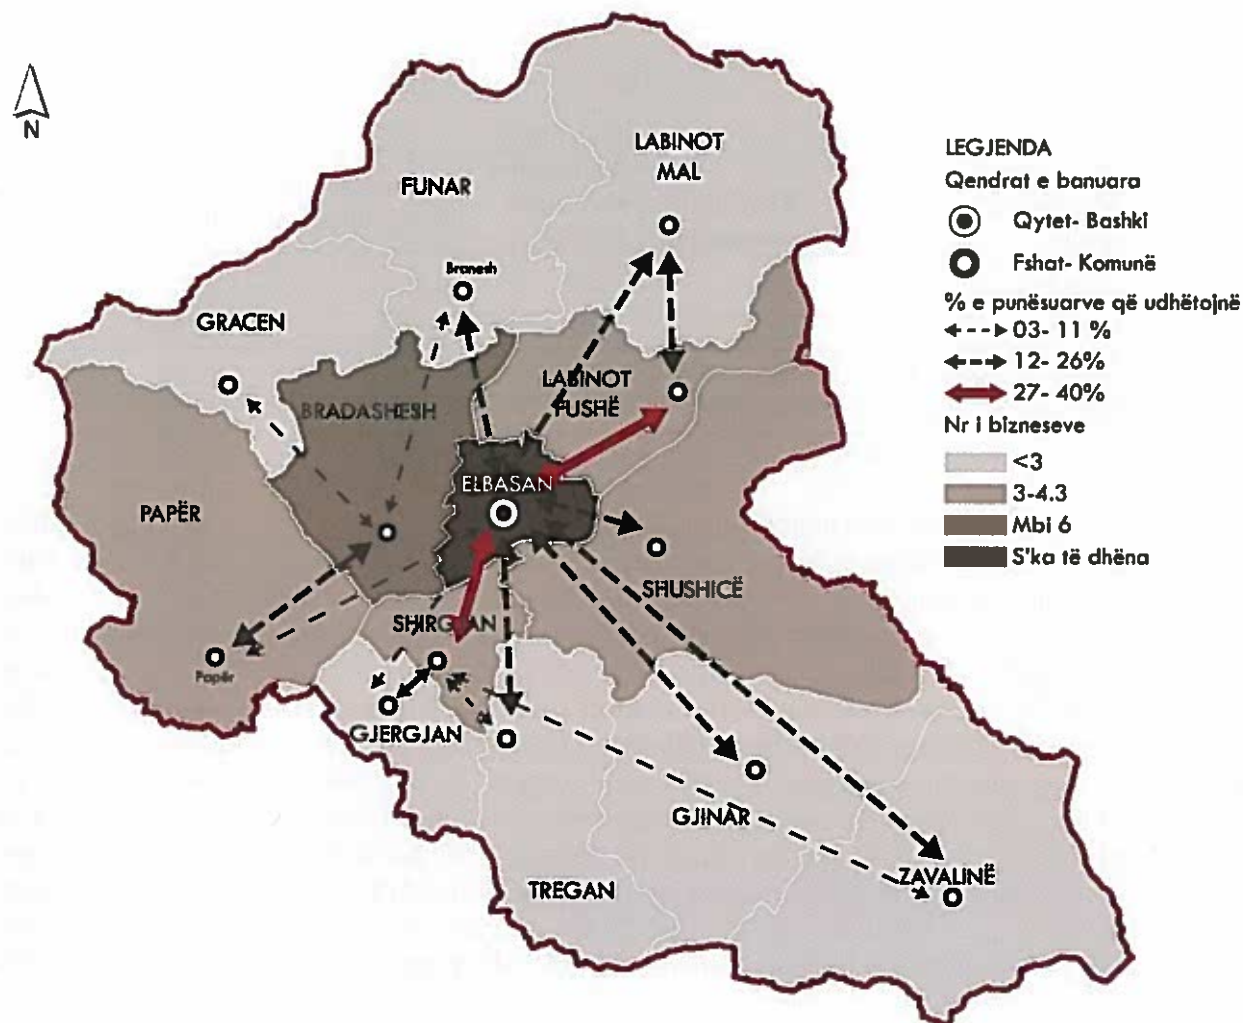 N
LABINOT
MAL
FUNAR
Branesh
GRACEN
LABINOT
FUSHË
BRADASHESH
ELBASAN
PAPËR
SHUSHICË
SHIRGJAN
Papër
GJERGJAN
GJINAR
ZAVALINË
TREGAN
LEGJENDA
Qendrat e banuara
Qytet- Bashki
Fshat- Komunë
% e punësuarve që udhëtojnë
03- 11 %
12- 26%
27- 40%
Nr i bizneseve
<3
3-4.3
Mbi 6
S'ka të dhëna